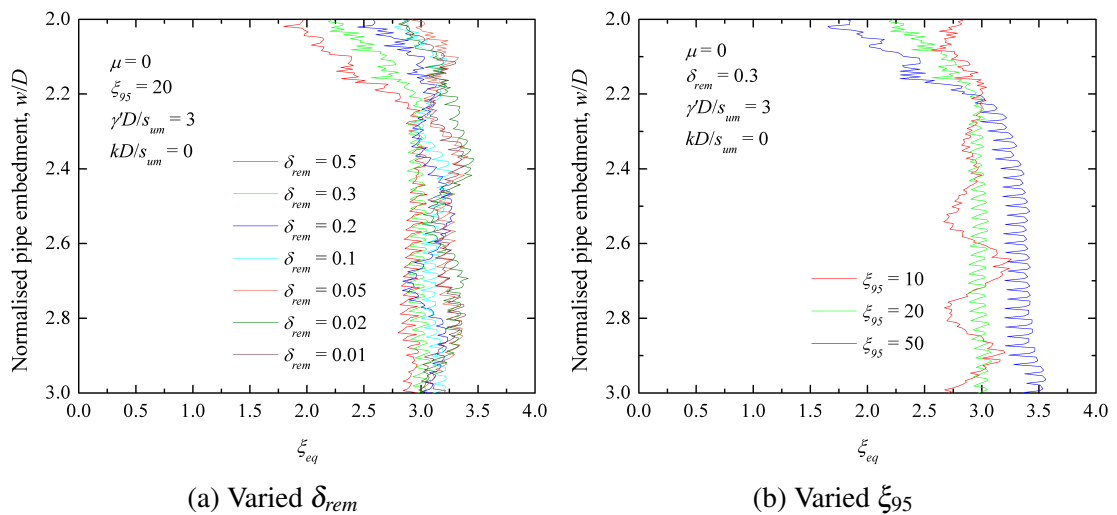 2.0
2.2
2.4
2.6
2.8
3.0
Normalised pipe embedment, w/D
μ = 0
ξ95 = 20
γ'D/sum = 3
kD/sum = 0
δrem = 0.5
δrem = 0.3
δrem = 0.2
δrem = 0.1
δrem = 0.05
δrem = 0.02
δrem = 0.01
0.0 0.5 1.0 1.5 2.0 2.5 3.0 3.5 4.0
ξeq
(a) Varied δrem
2.0
2.2
2.4
2.6
2.8
3.0
Normalised pipe embedment, w/D
μ = 0
δrem = 0.3
γ'D/sum = 3
kD/sum = 0
ξ95 = 10
ξ95 = 20
ξ95 = 50
0.0 0.5 1.0 1.5 2.0 2.5 3.0 3.5 4.0
ξeq
(b) Varied ξ95